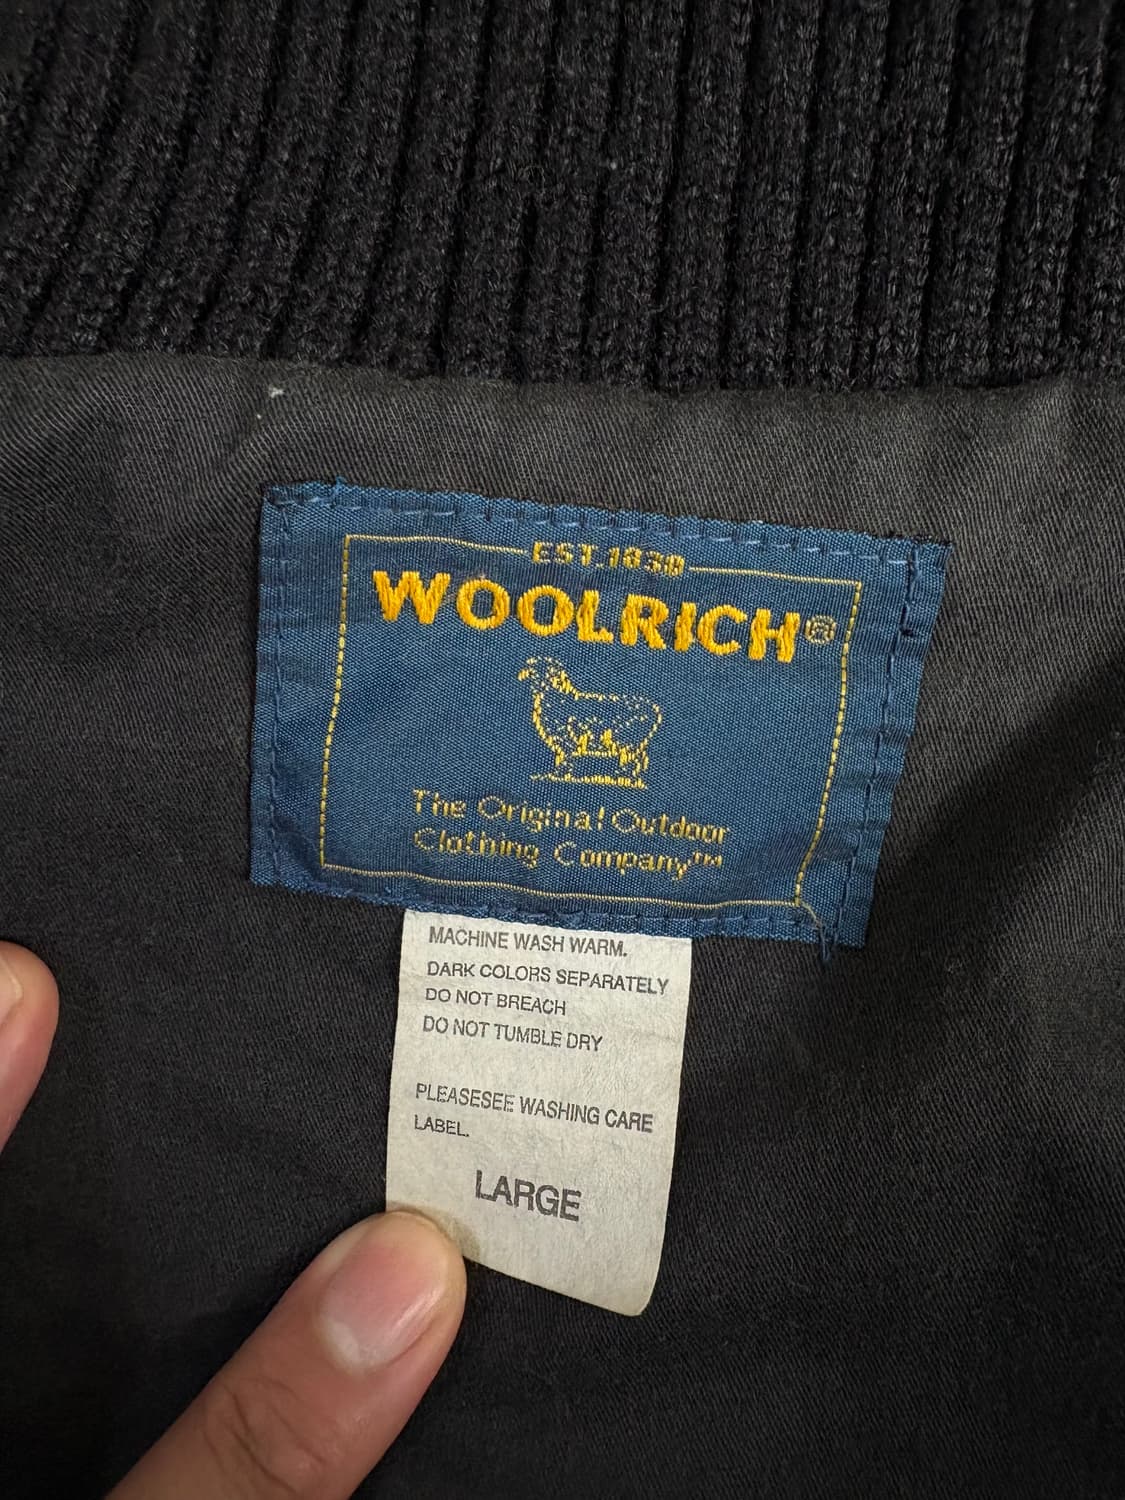 EST. 1830
WOOLRICH®
The Original Outdoor
Clothing Company™
MACHINE WASH WARM.
DARK COLORS SEPARATELY
DO NOT BREACH
DO NOT TUMBLE DRY
PLEASESEE WASHING CARE
LABEL.
LARGE